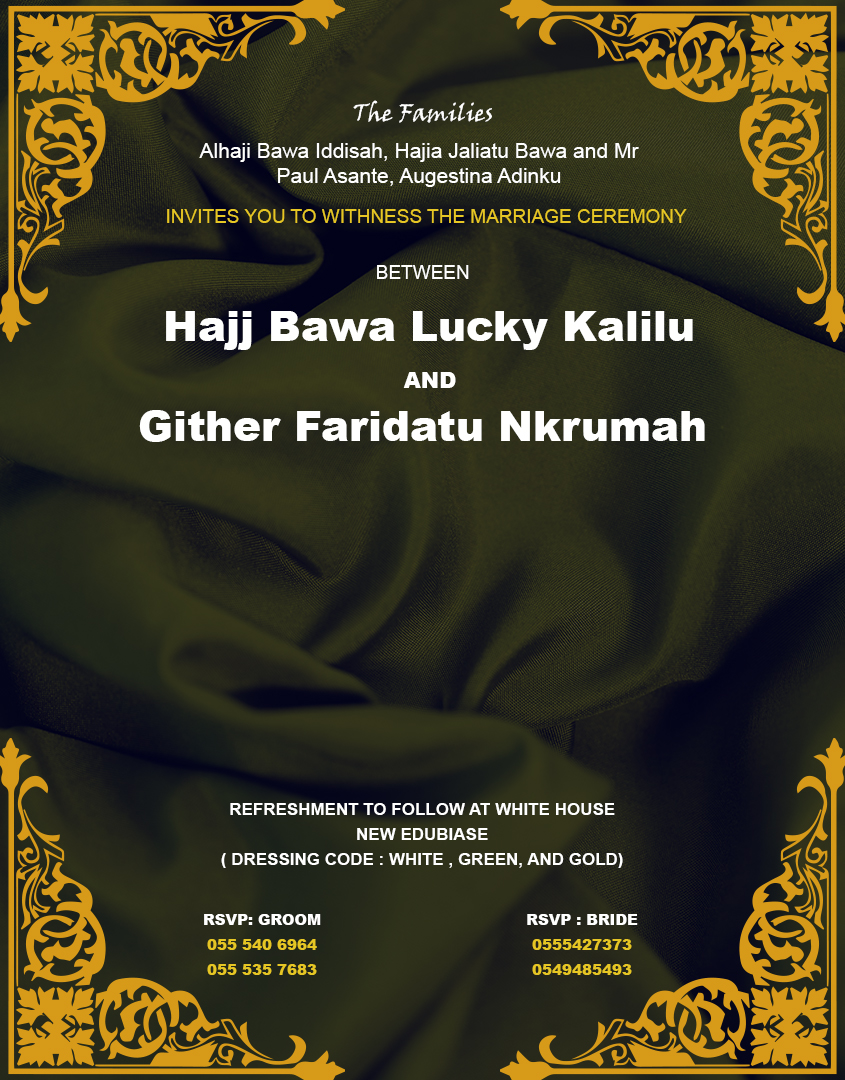 The Families
Alhaji Bawa Iddisah, Hajia Jaliatu Bawa and Mr
Paul Asante, Augestina Adinku
INVITES YOU TO WITHNESS THE MARRIAGE CEREMONY
BETWEEN
Hajj Bawa Lucky Kalilu
AND
Gither Faridatu Nkrumah
REFRESHMENT TO FOLLOW AT WHITE HOUSE
NEW EDUBIASE
( DRESSING CODE : WHITE , GREEN, AND GOLD)
RSVP: GROOM
055 540 6964
055 535 7683
RSVP : BRIDE
0555427373
0549485493